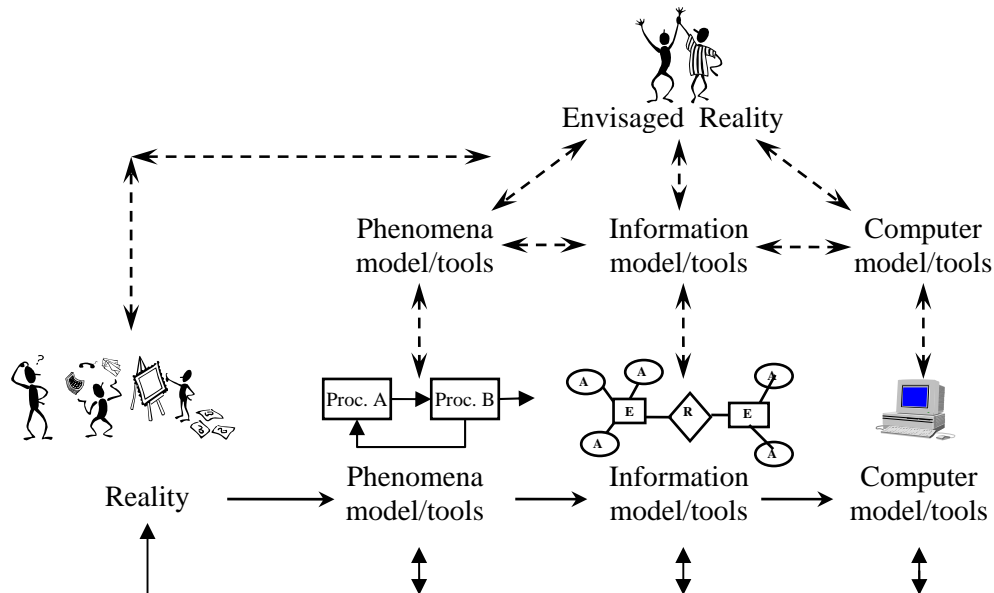 Envisaged Reality
Phenomena
model/tools
Information
model/tools
Computer
model/tools
?
Proc. A
Proc. B
A
A
A
E
R
E
A
A
Reality
Phenomena
model/tools
Information
model/tools
Computer
model/tools